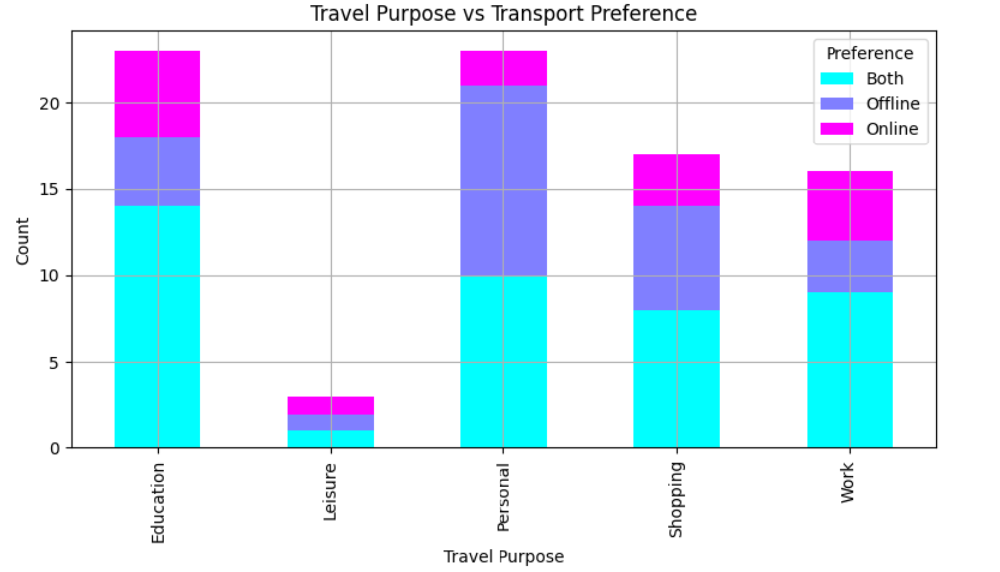 Travel Purpose vs Transport Preference
Preference
Both
Offline
Online
Count
20
15
10
5
0
Education
Leisure
Personal
Shopping
Work
Travel Purpose